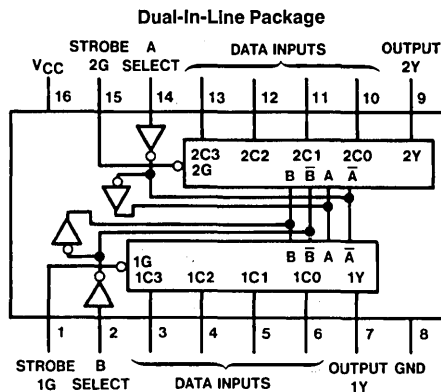 Dual-In-Line Package
STROBE A DATA INPUTS OUTPUT
VCC 2G SELECT 2Y
16 15 14 13 12 11 10 9
2C3 2C2 2C1 2C0 2Y
2G
B B̅ A A̅
B B̅ A A̅
1G
1C3 1C2 1C1 1C0 1Y
1 2 3 4 5 6 7 8
STROBE B DATA INPUTS OUTPUT GND
1G SELECT 1Y